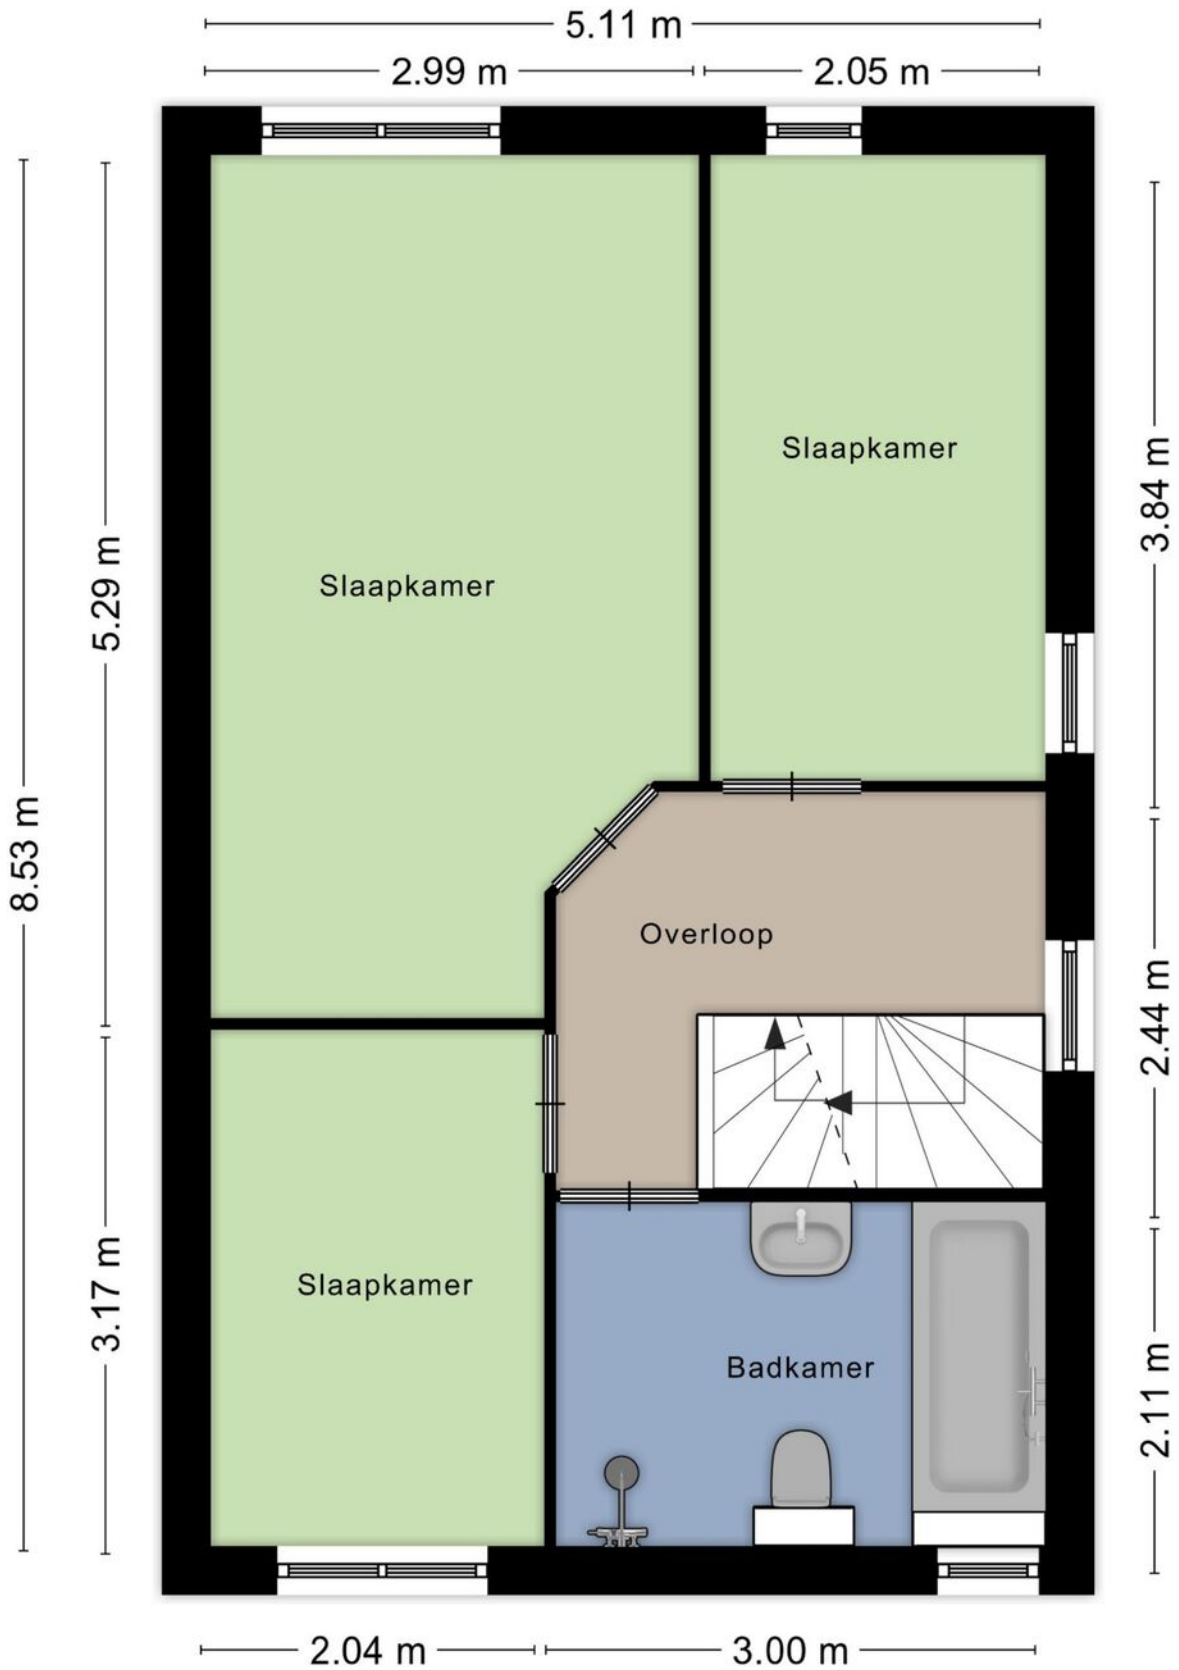 5.11 m
2.99 m
2.05 m
Slaapkamer
3.84 m
Slaapkamer
5.29 m
8.53 m
Overloop
2.44 m
Slaapkamer
3.17 m
Badkamer
2.11 m
2.04 m
3.00 m